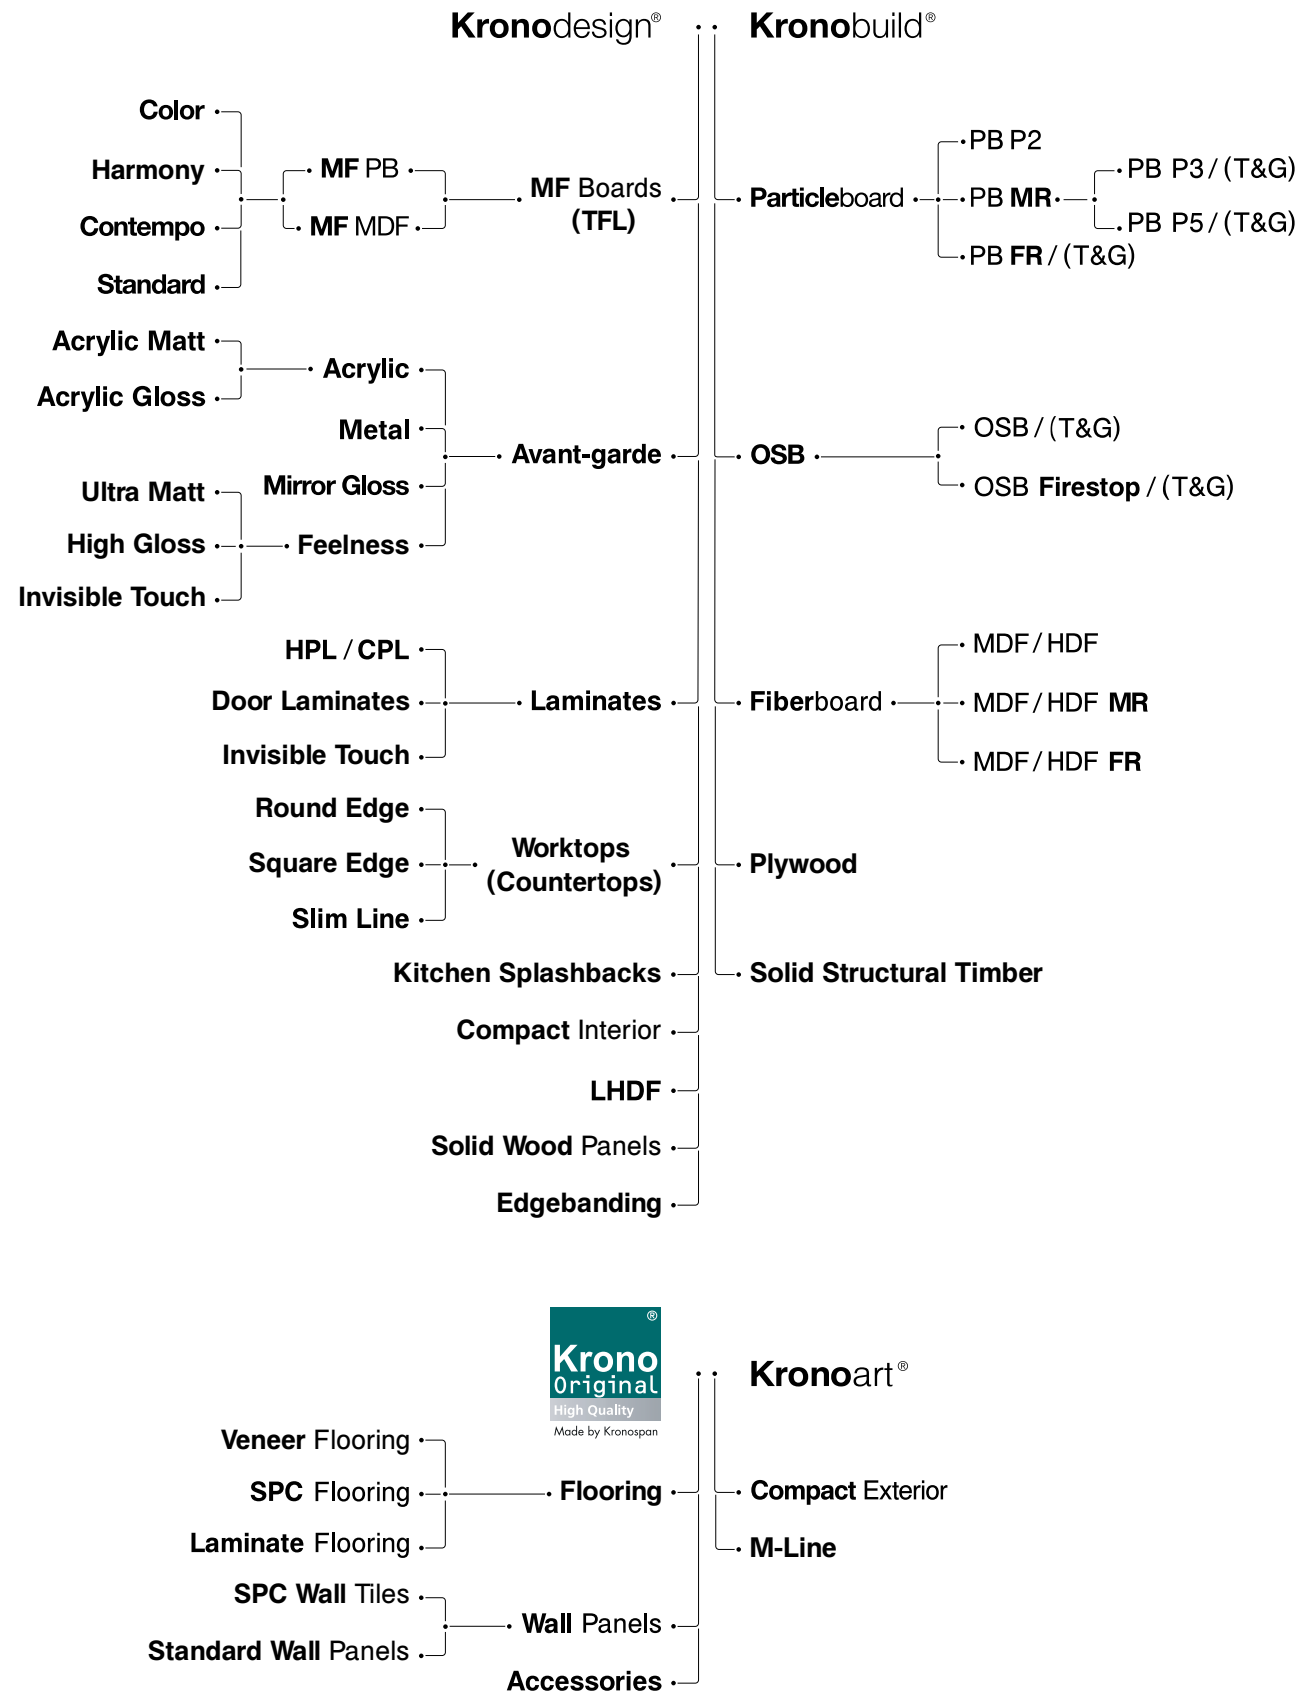 Kronodesign®
Color
Harmony
Contempo
Standard
MF PB
MF MDF
MF Boards
(TFL)
Acrylic Matt
Acrylic Gloss
Acrylic
Metal
Mirror Gloss
Avant-garde
Ultra Matt
High Gloss
Invisible Touch
Feelness
HPL / CPL
Door Laminates
Invisible Touch
Laminates
Round Edge
Square Edge
Slim Line
Worktops
(Countertops)
Kitchen Splashbacks
Compact Interior
LHDF
Solid Wood Panels
Edgebanding
Kronobuild®
Particleboard
PB P2
PB MR
PB FR / (T&G)
PB P3 / (T&G)
PB P5 / (T&G)
OSB
OSB / (T&G)
OSB Firestop / (T&G)
Fiberboard
MDF / HDF
MDF / HDF MR
MDF / HDF FR
Plywood
Solid Structural Timber
®
Krono
Original
High Quality
Made by Kronospan
Veneer Flooring
SPC Flooring
Laminate Flooring
Flooring
SPC Wall Tiles
Standard Wall Panels
Wall Panels
Accessories
Kronoart®
Compact Exterior
M-Line